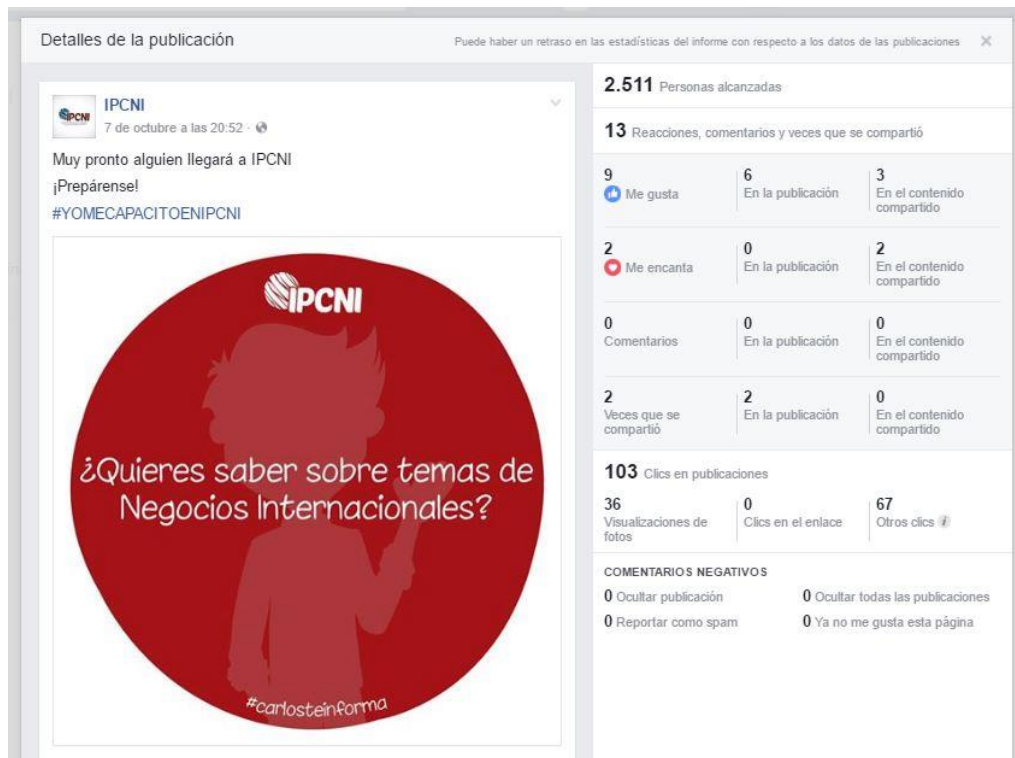 Detalles de la publicación
Puede haber un retraso en las estadísticas del informe con respecto a los datos de las publicaciones
IPCNI
IPCNI
7 de octubre a las 20:52
Muy pronto alguien llegará a IPCNI
¡Prepárense!
#YOMECAPACITOENIPCNI
IPCNI
¿Quieres saber sobre temas de
Negocios Internacionales?
#carlosteinforma
2.511 Personas alcanzadas
13 Reacciones, comentarios y veces que se compartió
9 6 3
Me gusta En la publicación En el contenido
compartido
2 0 2
Me encanta En la publicación En el contenido
compartido
0 0 0
Comentarios En la publicación En el contenido
compartido
2 2 0
Veces que se En la publicación En el contenido
compartió compartido
103 Clics en publicaciones
36 0 67
Visualizaciones de Clics en el enlace Otros clics i
fotos
COMENTARIOS NEGATIVOS
0 Ocultar publicación 0 Ocultar todas las publicaciones
0 Reportar como spam 0 Ya no me gusta esta página